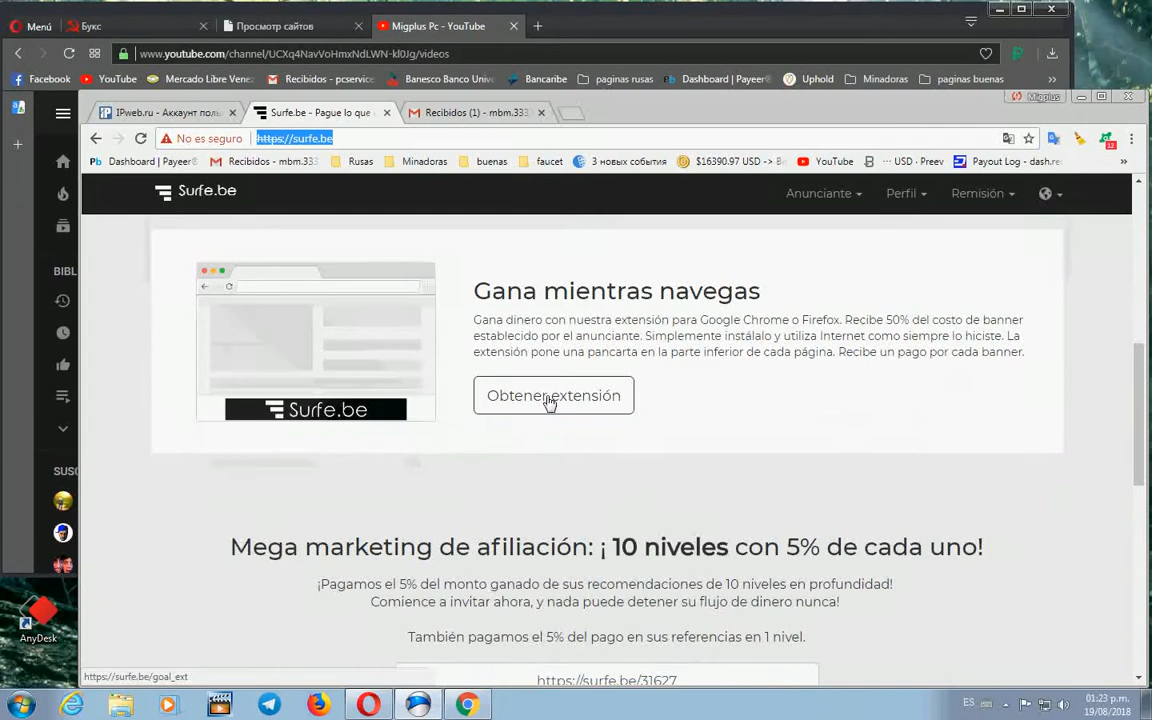 Menú
Букс
Просмотр сайтов
Migplus Pc - YouTube
www.youtube.com/channel/UCXq4NavVoHmxNdLWN-kl0Jg/videos
Facebook
YouTube
Mercado Libre Vene
Recibidos - pcservice
Banesco Banco Univ
Bancaribe
paginas rusas
Dashboard | Payeer®
Uphold
Minadoras
paginas buenas
»
Migplus
IPweb.ru - Аккаунт поль
Surfe.be - Pague lo que
Recibidos (1) - mbm.333
No es seguro
https://surfe.be
12
Dashboard | Payeer®
Recibidos - mbm.333
Rusas
Minadoras
buenas
faucet
3 новых события
$16390.97 USD -> B
YouTube
USD · Preev
Payout Log - dash.re
»
Surfe.be
Anunciante
Perfil
Remisión
BIBL
SUSC
Surfe.be
Gana mientras navegas
Gana dinero con nuestra extensión para Google Chrome o Firefox. Recibe 50% del costo de banner
establecido por el anunciante. Simplemente instálalo y utiliza Internet como siempre lo hiciste. La
extensión pone una pancarta en la parte inferior de cada página. Recibe un pago por cada banner.
Obtener extensión
Mega marketing de afiliación: ¡ 10 niveles con 5% de cada uno!
¡Pagamos el 5% del monto ganado de sus recomendaciones de 10 niveles en profundidad!
Comience a invitar ahora, y nada puede detener su flujo de dinero nunca!
También pagamos el 5% del pago en sus referencias en 1 nivel.
https://surfe.be/31627
https://surfe.be/goal_ext
AnyDesk
ES
01:23 p.m.
19/08/2018